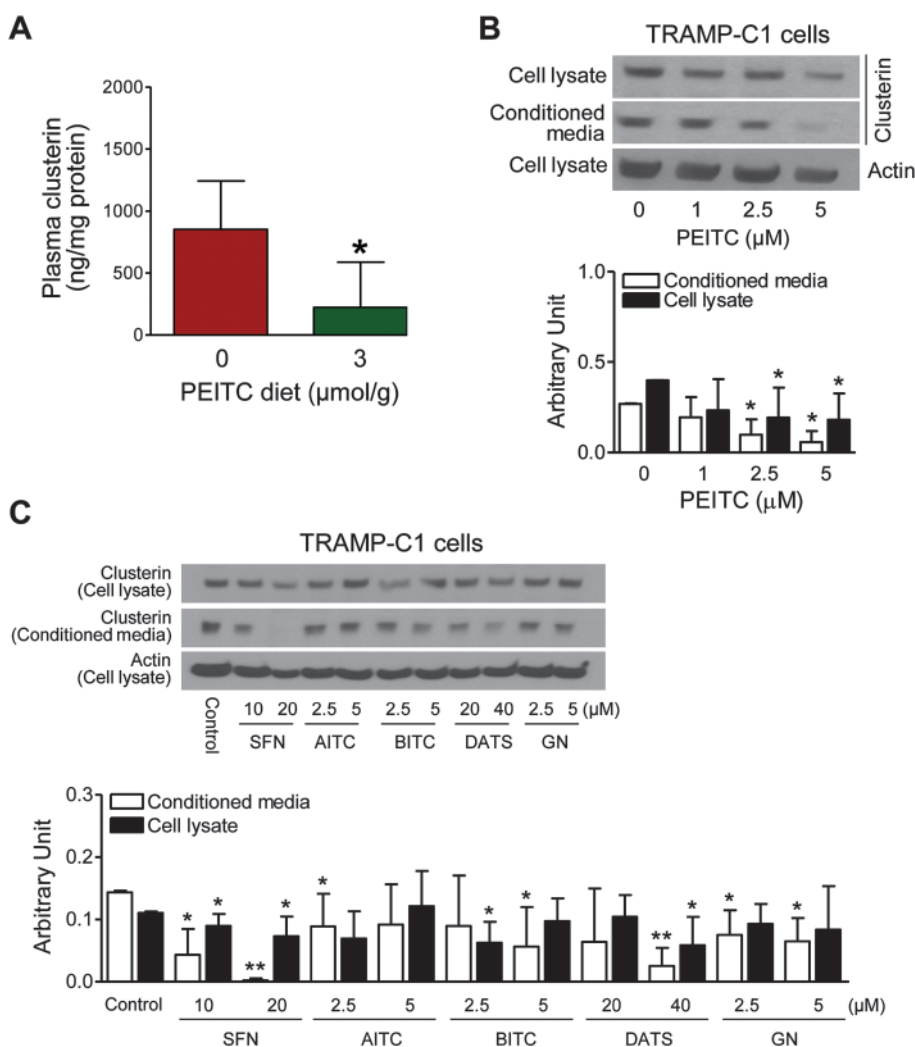 A
2000
1500
1000
500
0
Plasma clusterin
(ng/mg protein)
*
0 3
PEITC diet (μmol/g)
B
TRAMP-C1 cells
Cell lysate
Conditioned
media
Clusterin
Cell lysate
Actin
0 1 2.5 5
PEITC (μM)
1.0
0.5
0.0
Arbitrary Unit
Conditioned media
Cell lysate
* * * *
0 1 2.5 5
PEITC (μM)
C
TRAMP-C1 cells
Clusterin
(Cell lysate)
Clusterin
(Conditioned media)
Actin
(Cell lysate)
Control
10 20 2.5 5 2.5 5 20 40 2.5 5 (μM)
SFN AITC BITC DATS GN
0.3
0.2
0.1
0.0
Arbitrary Unit
Conditioned media
Cell lysate
* * ** * * * * ** * * *
Control 10 20 2.5 5 2.5 5 20 40 2.5 5 (μM)
SFN AITC BITC DATS GN